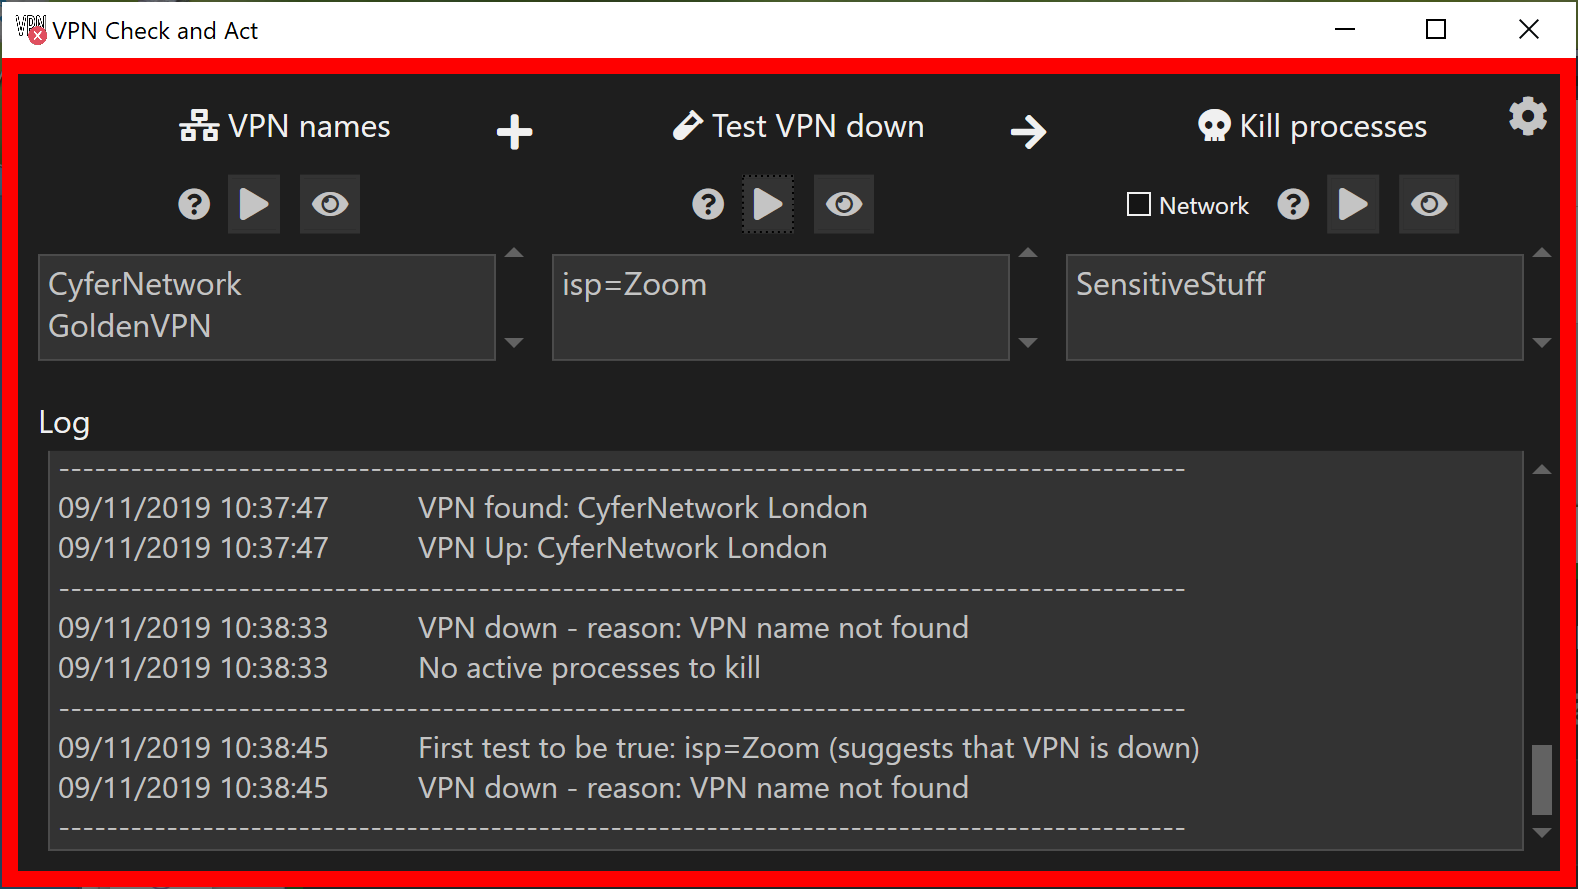 VPN
VPN Check and Act
VPN names
Test VPN down
Kill processes
Network
CyferNetwork
GoldenVPN
isp=Zoom
SensitiveStuff
Log
----------------------------------------------------------------------------------------------
09/11/2019 10:37:47 VPN found: CyferNetwork London
09/11/2019 10:37:47 VPN Up: CyferNetwork London
----------------------------------------------------------------------------------------------
09/11/2019 10:38:33 VPN down - reason: VPN name not found
09/11/2019 10:38:33 No active processes to kill
----------------------------------------------------------------------------------------------
09/11/2019 10:38:45 First test to be true: isp=Zoom (suggests that VPN is down)
09/11/2019 10:38:45 VPN down - reason: VPN name not found
----------------------------------------------------------------------------------------------